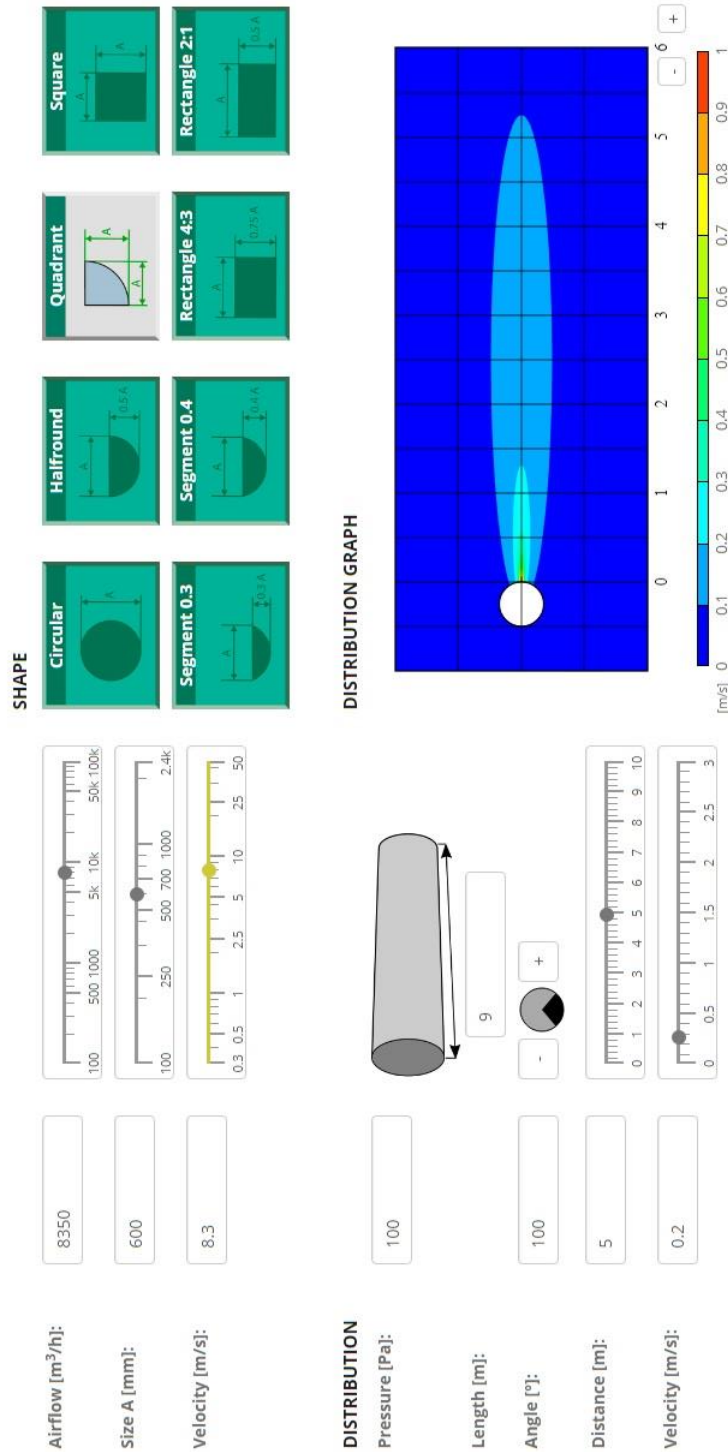 SHAPE
Airflow [m³/h]:
8350
100 500 1000 5k 10k 50k 100k
Size A [mm]:
600
100 250 500 700 1000 2.4k
Velocity [m/s]:
8.3
0.3 0.5 1 2.5 5 10 25 50
Circular Halfround Quadrant Square
A A 0.5 A A A A A
Segment 0.3 Segment 0.4 Rectangle 4:3 Rectangle 2:1
A 0.3 A A 0.4 A A 0.75 A A 0.5 A
DISTRIBUTION
Pressure [Pa]:
100
Length [m]:
9
Angle [°]:
100
- +
Distance [m]:
5
0 1 2 3 4 5 6 7 8 9 10
Velocity [m/s]:
0.2
0 0.5 1 1.5 2 2.5 3
DISTRIBUTION GRAPH
0 1 2 3 4 5 6
- +
[m/s] 0 0.1 0.2 0.3 0.4 0.5 0.6 0.7 0.8 0.9 1